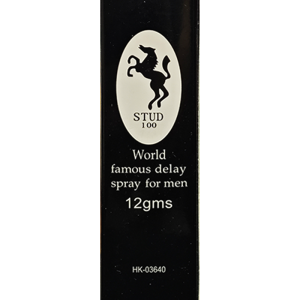 STUD
100
World
famous delay
spray for men
12gms
HK-03640